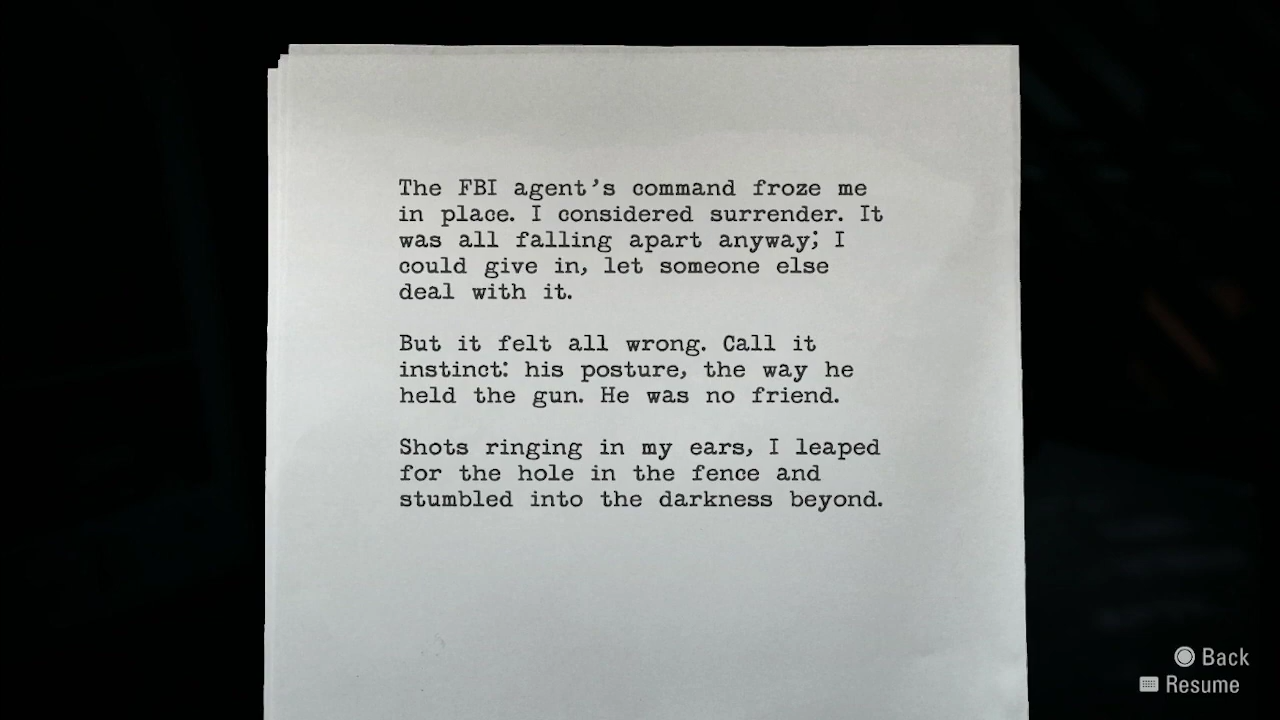 The FBI agent’s command froze me
in place. I considered surrender. It
was all falling apart anyway; I
could give in, let someone else
deal with it.
But it felt all wrong. Call it
instinct: his posture, the way he
held the gun. He was no friend.
Shots ringing in my ears, I leaped
for the hole in the fence and
stumbled into the darkness beyond.
Back
Resume